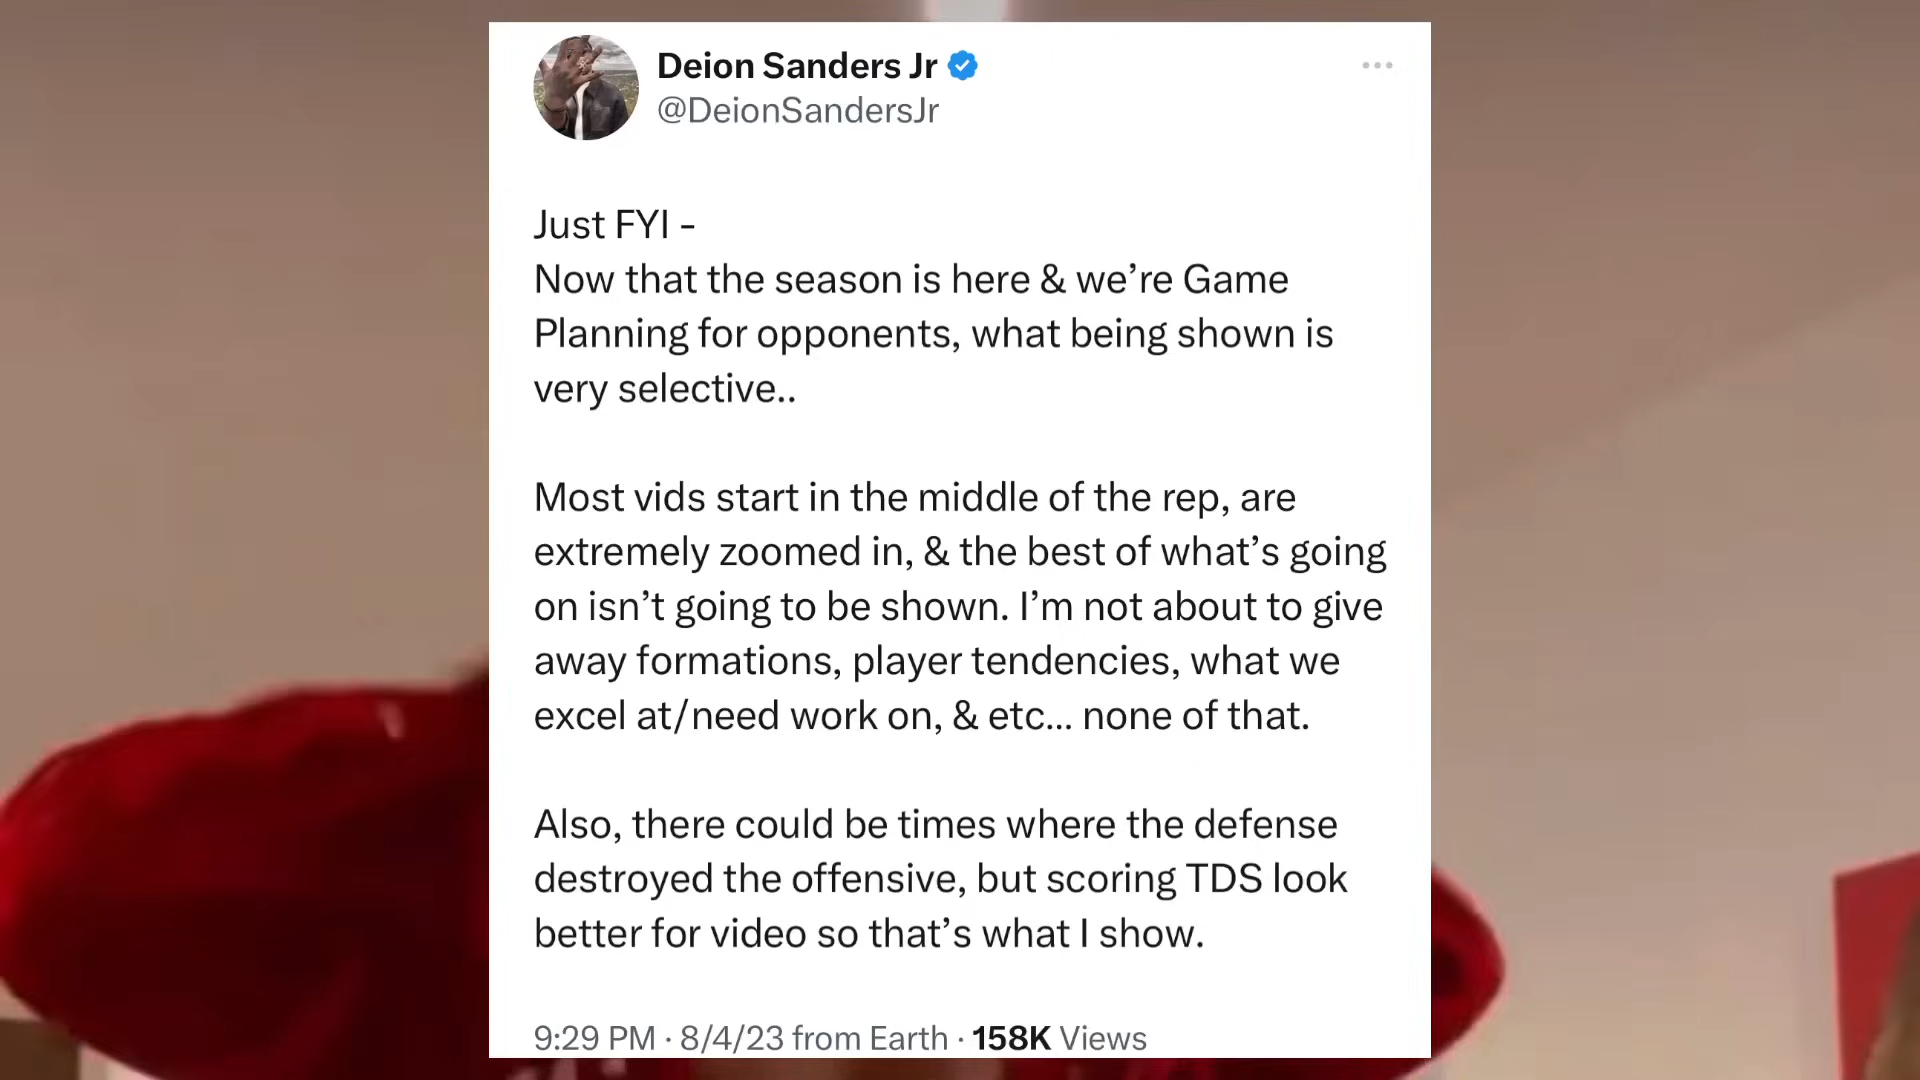 Deion Sanders Jr
@DeionSandersJr
Just FYI -
Now that the season is here & we’re Game
Planning for opponents, what being shown is
very selective..
Most vids start in the middle of the rep, are
extremely zoomed in, & the best of what’s going
on isn’t going to be shown. I’m not about to give
away formations, player tendencies, what we
excel at/need work on, & etc... none of that.
Also, there could be times where the defense
destroyed the offensive, but scoring TDS look
better for video so that’s what I show.
9:29 PM · 8/4/23 from Earth · 158K Views